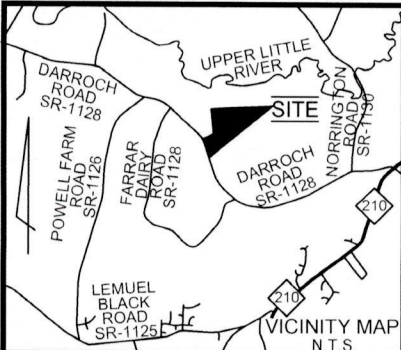 UPPER LITTLE
RIVER
DARROCH
ROAD
SR-1128
SITE
NORRINGTON
ROAD
SR-1130
POWELL FARM
ROAD
SR-1126
FARRAR
DAIRY
ROAD
SR-1128
DARROCH
ROAD
SR-1128
210
LEMUEL
BLACK
ROAD
SR-1125
210
VICINITY MAP
N.T.S.